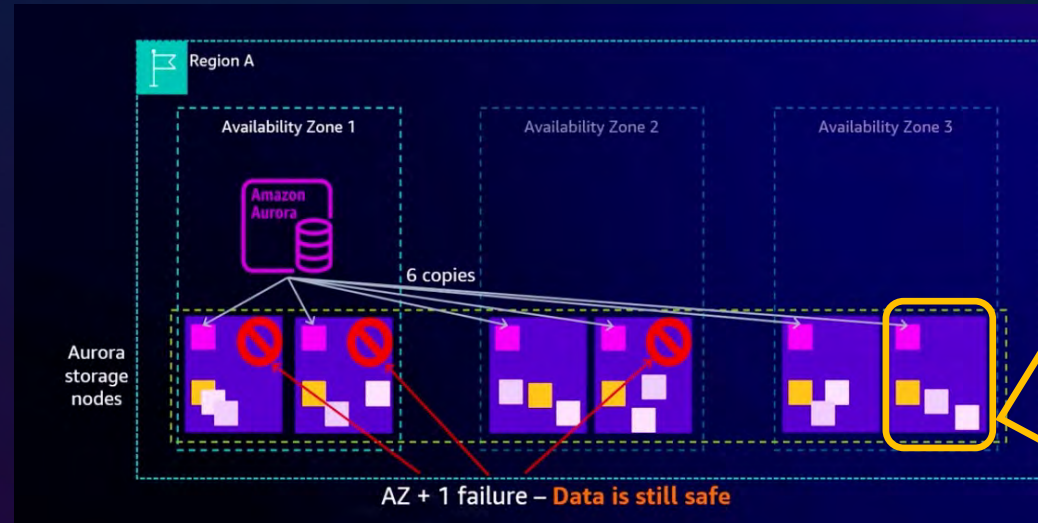 Region A
Availability Zone 1
Availability Zone 2
Availability Zone 3
Amazon
Aurora
6 copies
Aurora
storage
nodes
AZ + 1 failure – Data is still safe